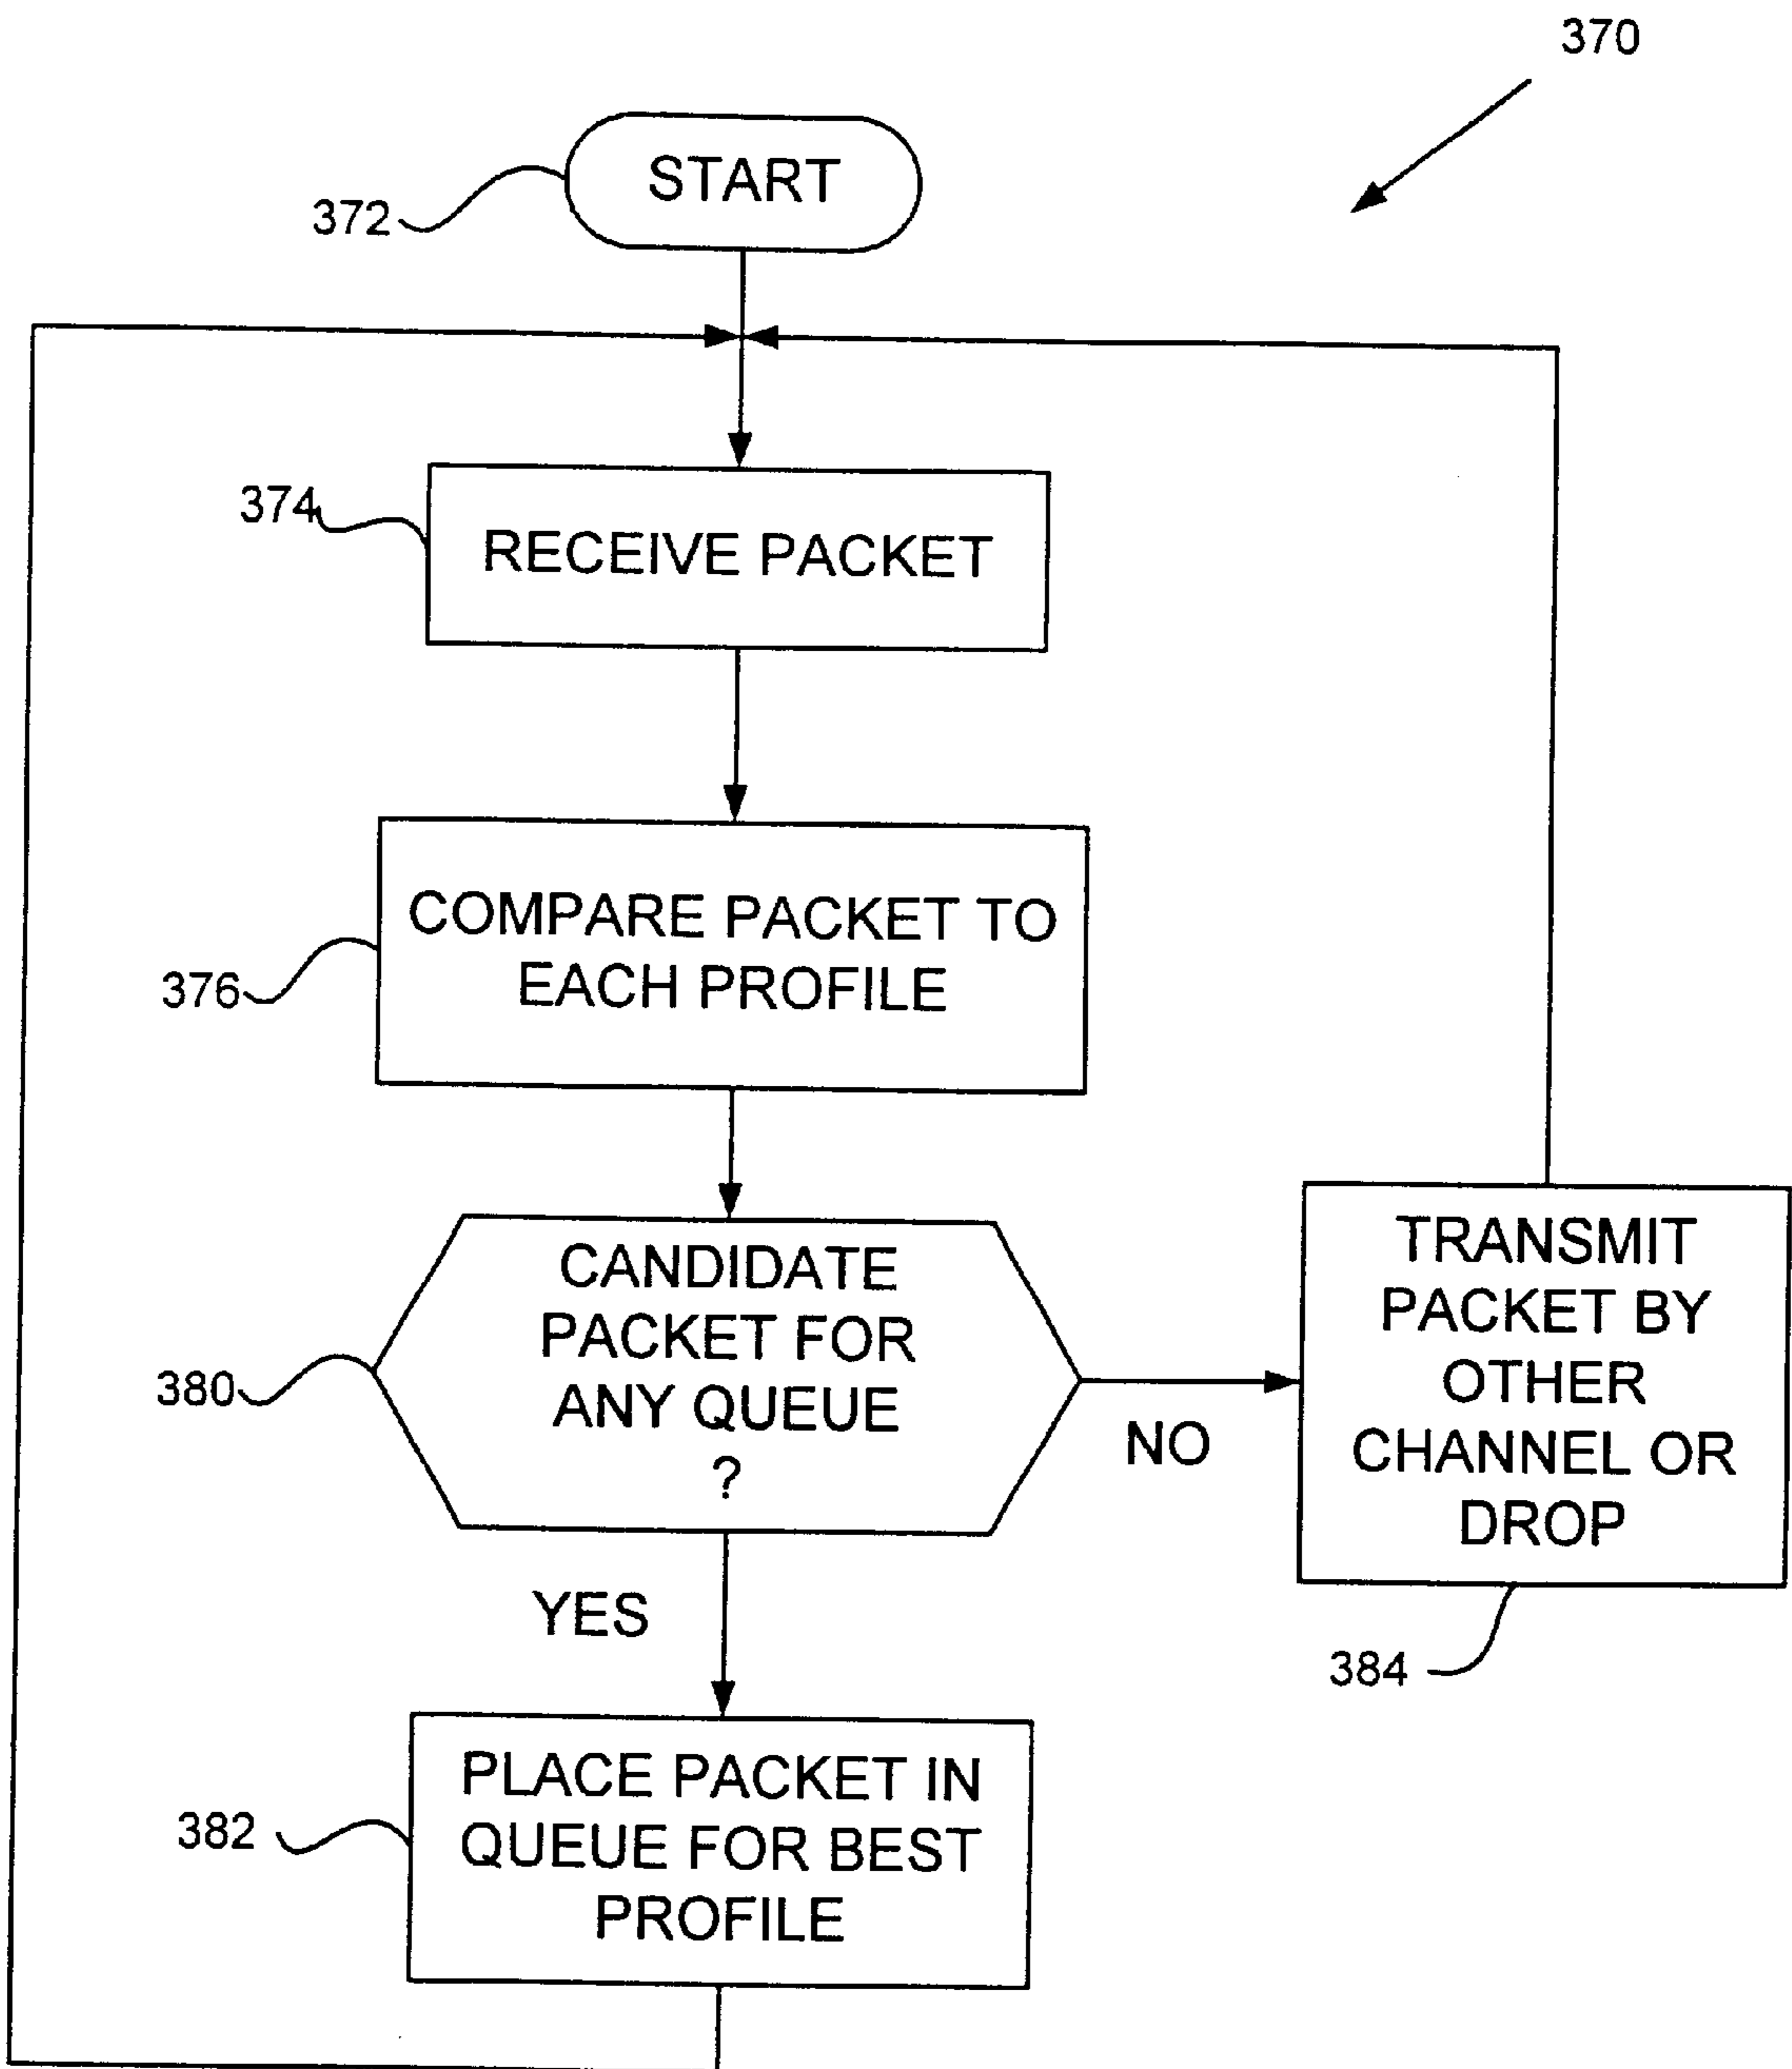 370
START
372
374
RECEIVE PACKET
COMPARE PACKET TO
EACH PROFILE
376
CANDIDATE
PACKET FOR
ANY QUEUE
?
380
NO
TRANSMIT
PACKET BY
OTHER
CHANNEL OR
DROP
YES
384
PLACE PACKET IN
QUEUE FOR BEST
PROFILE
382